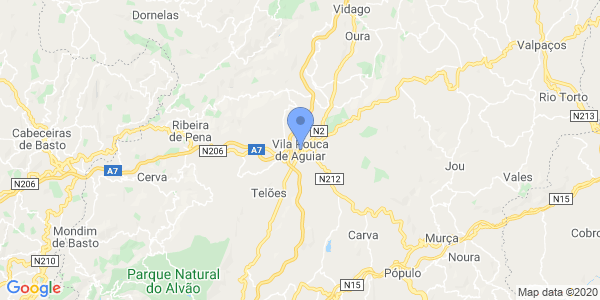 Vidago
Dornelas
Oura
Valpaços
Rio Torto
N213
Cabeceiras
de Basto
Ribeira
de Pena
N2
Vila Pouca
de Aguiar
A7
N206
N206
A7
Cerva
Jou
Vales
N212
Telões
N15
Mondim
de Basto
Carva
Murça
Cobro
N210
Noura
Parque Natural
do Alvão
Pópulo
N15
Google
Map data ©2020